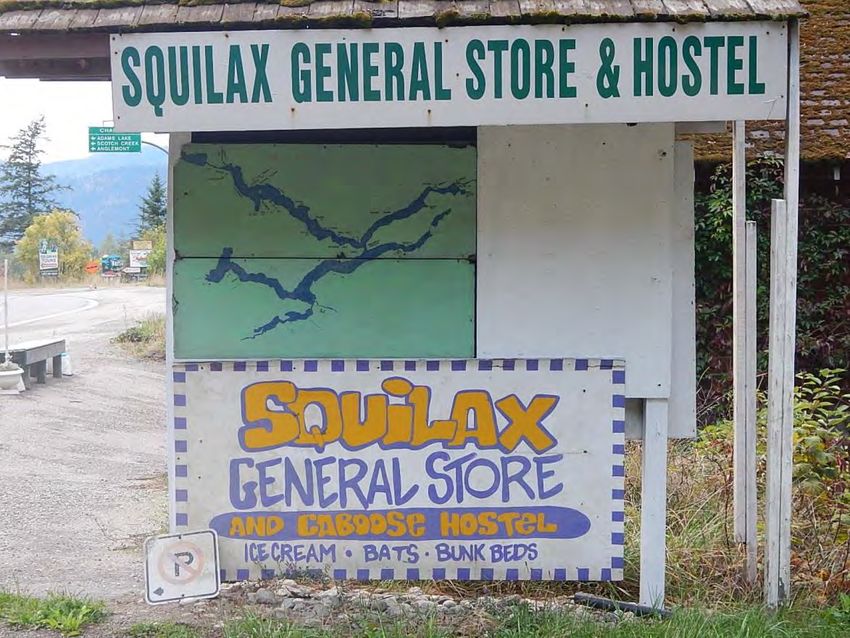 SQUILAX GENERAL STORE & HOSTEL
ADAMS LAKE
SCOTCH CREEK
ANGLEMONT
SQUILAX
GENERAL STORE
AND CABOOSE HOSTEL
ICE CREAM • BATS • BUNK BEDS
P